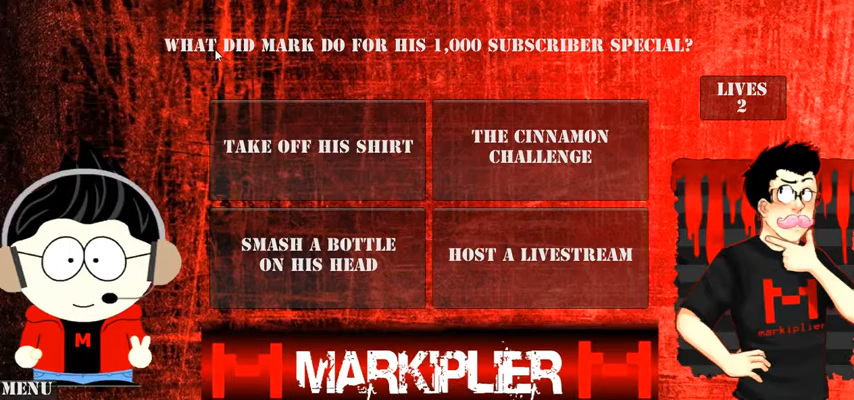 WHAT DID MARK DO FOR HIS 1,000 SUBSCRIBER SPECIAL?
LIVES
2
TAKE OFF HIS SHIRT
THE CINNAMON
CHALLENGE
SMASH A BOTTLE
ON HIS HEAD
HOST A LIVESTREAM
M
M
markiplier
MENU
M MARKIPLIER M